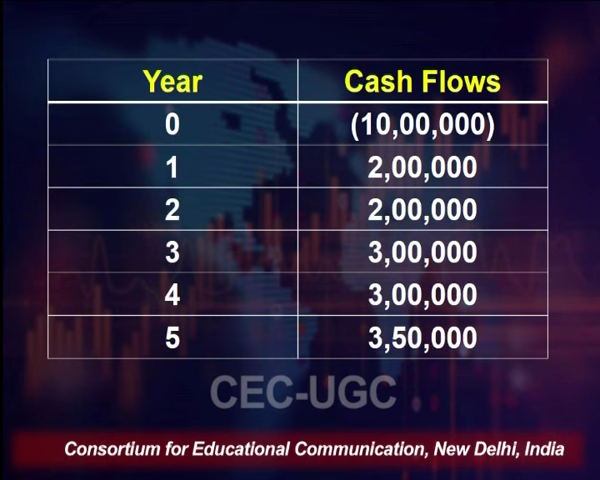 Year Cash Flows
0 (10,00,000)
1 2,00,000
2 2,00,000
3 3,00,000
4 3,00,000
5 3,50,000
CEC-UGC
Consortium for Educational Communication, New Delhi, India